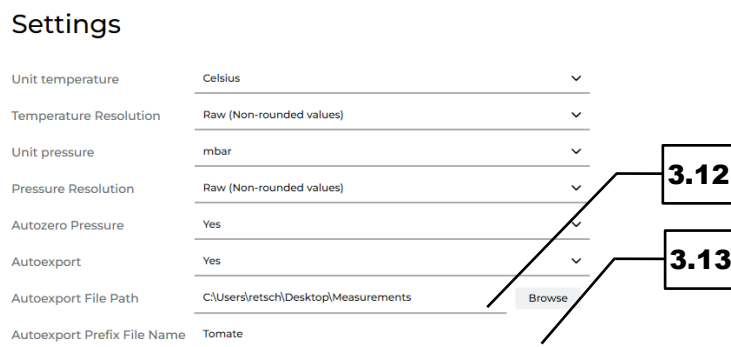 Settings
Unit temperature Celsius
Temperature Resolution Raw (Non-rounded values)
Unit pressure mbar
3.12
Pressure Resolution Raw (Non-rounded values)
Autozero Pressure Yes
3.13
Autoexport Yes
Autoexport File Path C:\Users\retsch\Desktop\Measurements Browse
Autoexport Prefix File Name Tomate